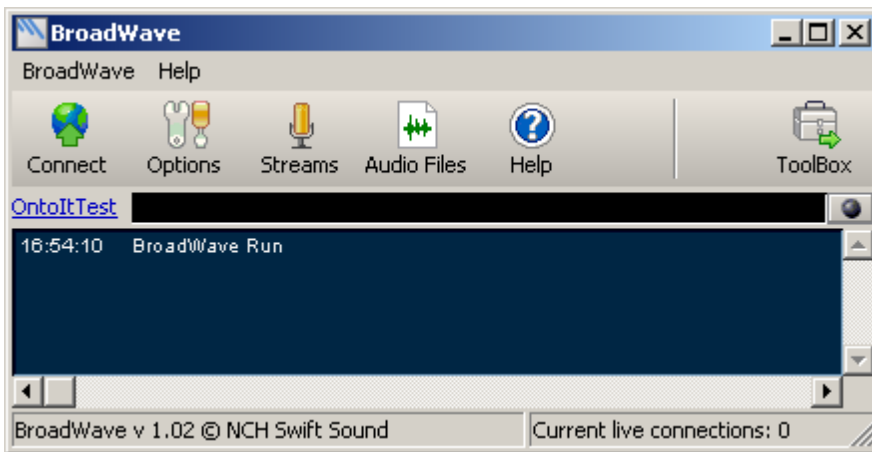 BroadWave
BroadWave Help
Connect Options Streams Audio Files Help ToolBox
OntoItTest
16:54:10 BroadWave Run
BroadWave v 1.02 © NCH Swift Sound Current live connections: 0